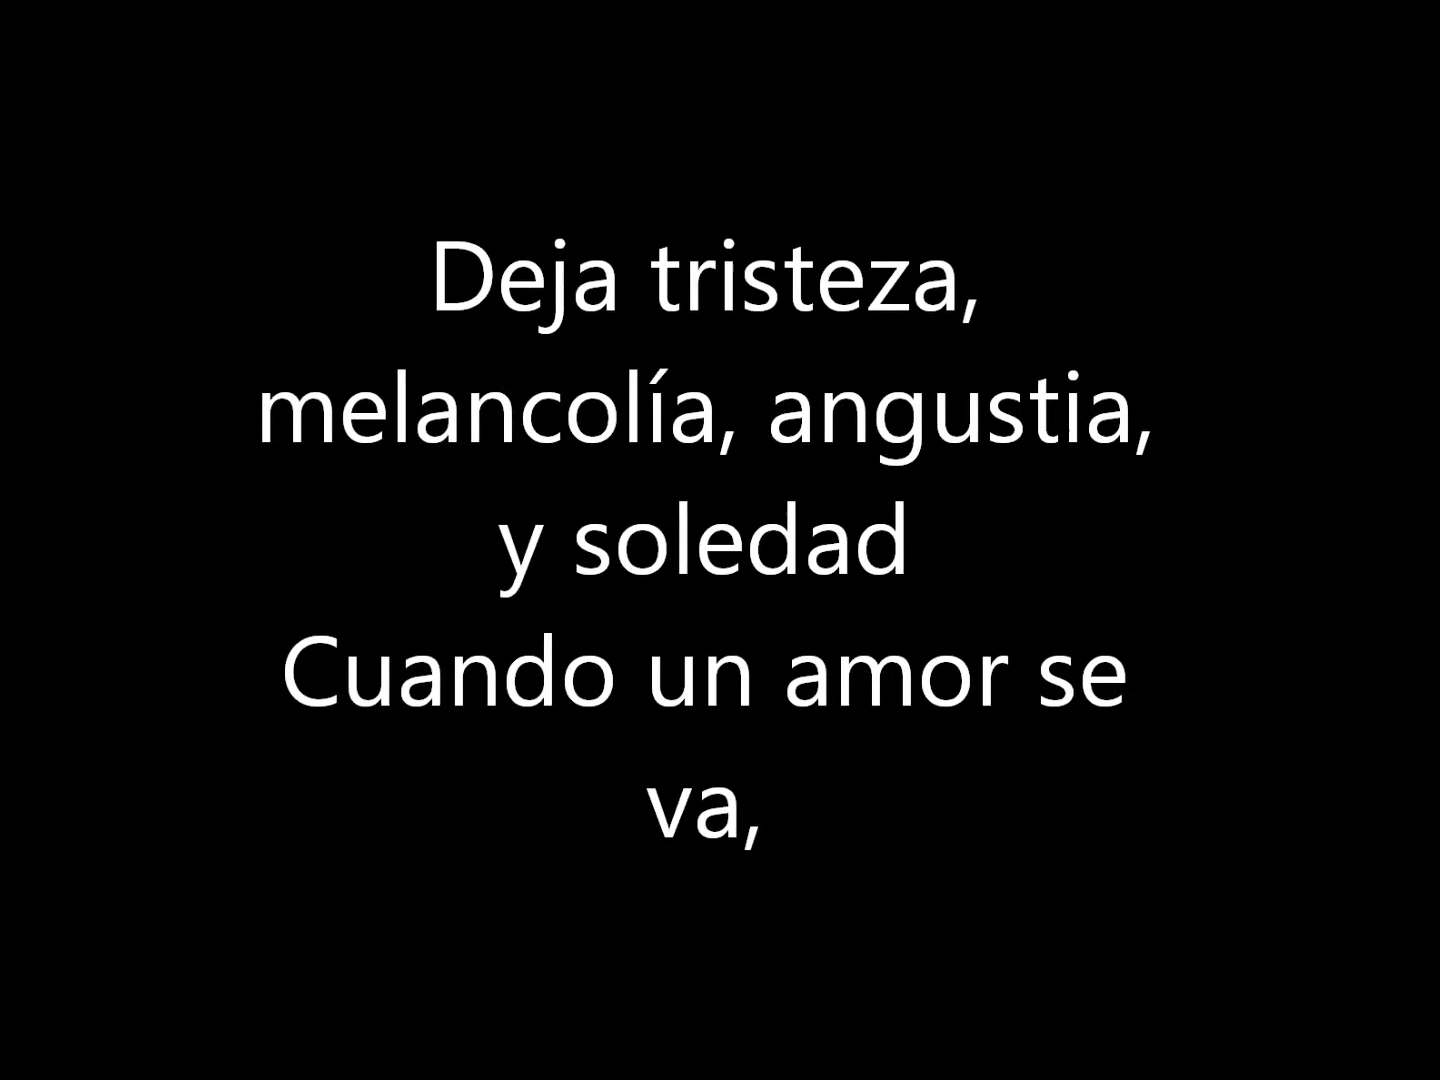 Deja tristeza,
melancolía, angustia,
y soledad
Cuando un amor se
va,